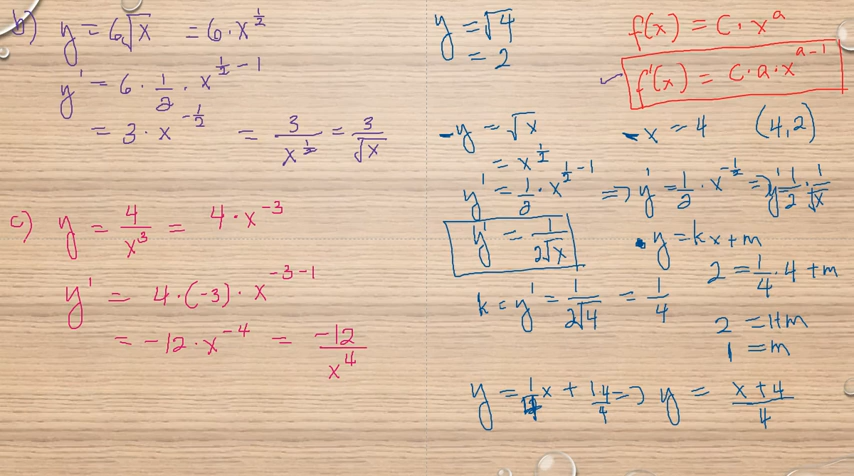 b) y = 6√x = 6·x^(1/2)
y' = 6 · 1/2 · x^(1/2 - 1)
= 3 · x^(-1/2) = 3/x^(1/2) = 3/√x
c) y = 4/x^3 = 4·x^(-3)
y' = 4·(-3)·x^(-3-1)
= -12·x^(-4) = -12/x^4
y = √4
= 2
f(x) = C·x^a
f'(x) = C·a·x^(a-1)
- y = √x
= x^(1/2)
y' = 1/2 · x^(1/2 - 1) ⇒ y' = 1/2 · x^(-1/2) ⇒ y' = 1/2 · 1/√x
y' = 1/(2√x)
k = y' = 1/(2√4) = 1/4
- x = 4 (4,2)
• y = kx+m
2 = 1/4 · 4 + m
2 = 1+m
1 = m
y = 1/4 x + 1·4/4 ⇒ y = (x+4)/4